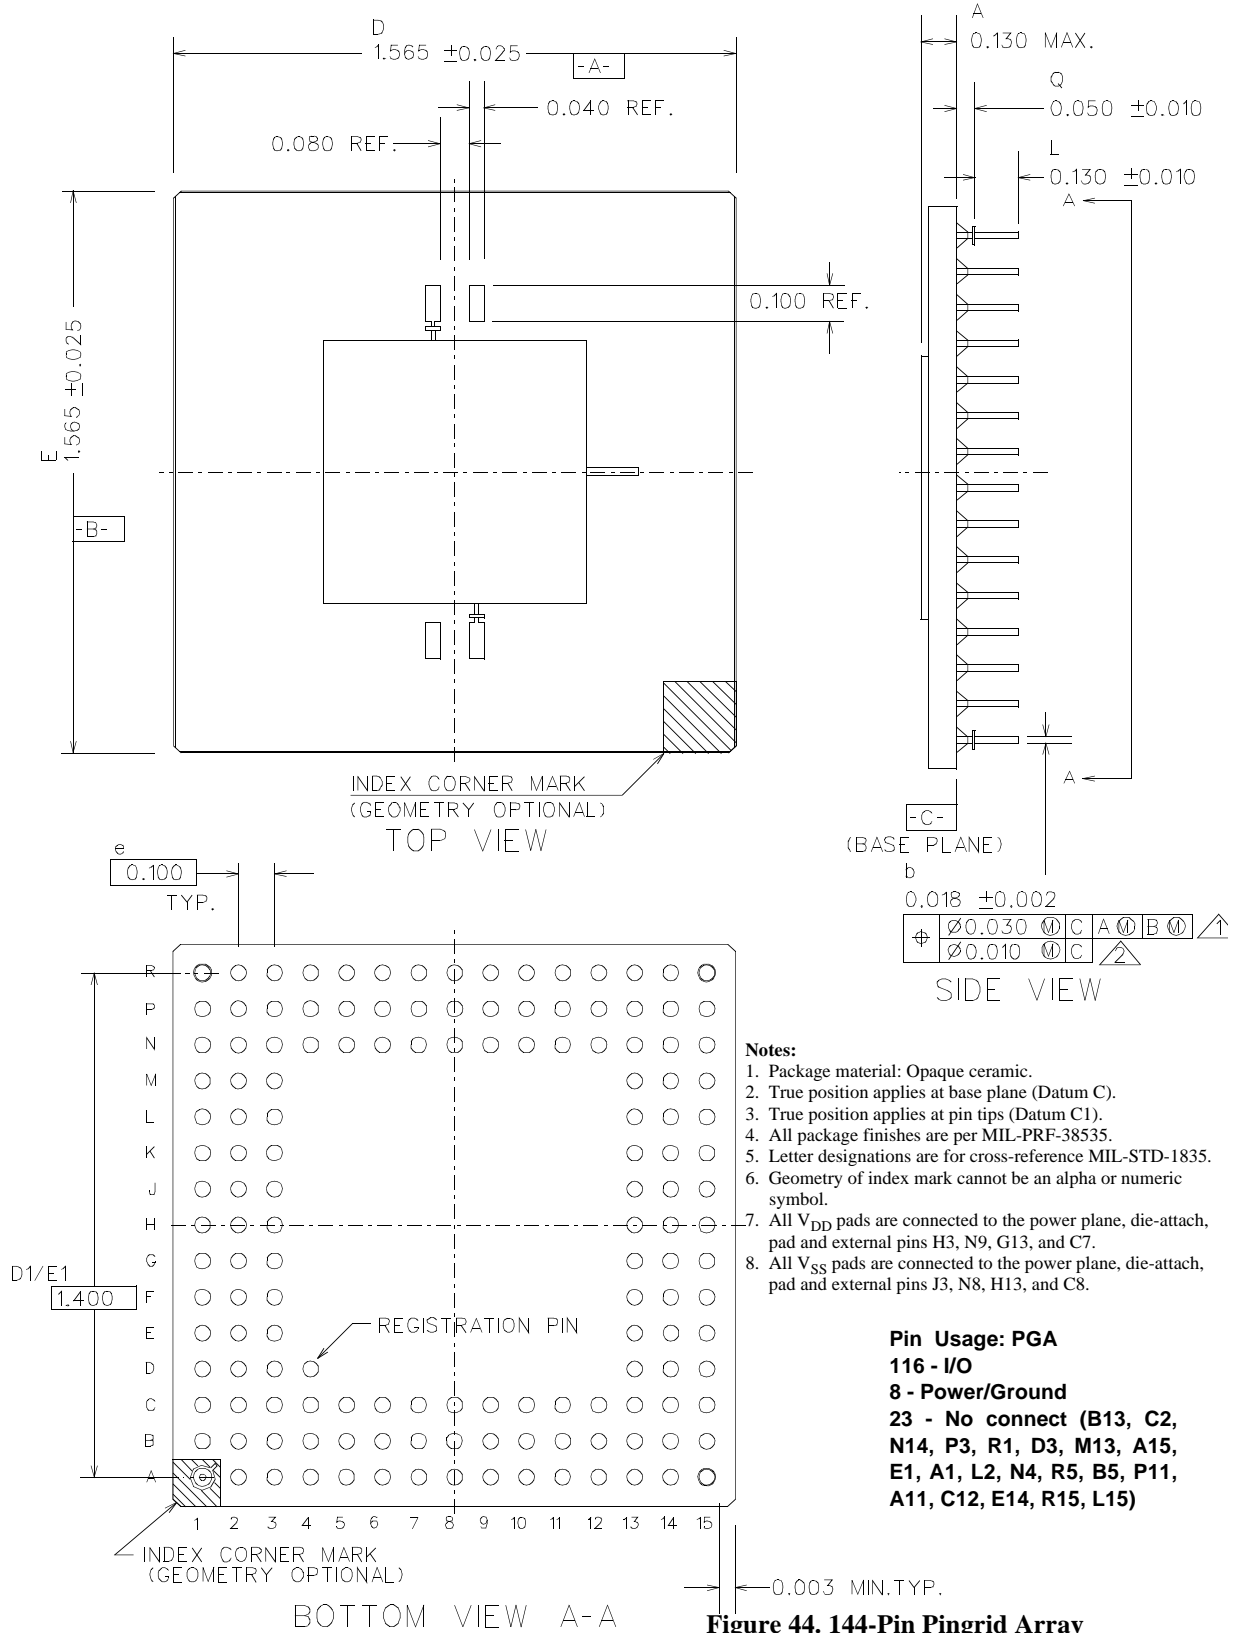 D
1.565 ±0.025
-A-
0.040 REF.
0.080 REF.
A
0.130 MAX.
Q
0.050 ±0.010
L
0.130 ±0.010
A
0.100 REF.
E
1.565 ±0.025
-B-
INDEX CORNER MARK
(GEOMETRY OPTIONAL)
TOP VIEW
A
-C-
(BASE PLANE)
b
0.018 ±0.002
⌖ Ø0.030 Ⓜ C A Ⓜ B Ⓜ 1
Ø0.010 Ⓜ C 2
SIDE VIEW
e
0.100
TYP.
R
P
N
M
L
K
J
H
G
F
E
D
C
B
A
D1/E1
1.400
REGISTRATION PIN
1 2 3 4 5 6 7 8 9 10 11 12 13 14 15
INDEX CORNER MARK
(GEOMETRY OPTIONAL)
0.003 MIN.TYP.
BOTTOM VIEW A-A
Notes:
1. Package material: Opaque ceramic.
2. True position applies at base plane (Datum C).
3. True position applies at pin tips (Datum C1).
4. All package finishes are per MIL-PRF-38535.
5. Letter designations are for cross-reference MIL-STD-1835.
6. Geometry of index mark cannot be an alpha or numeric
symbol.
7. All VDD pads are connected to the power plane, die-attach,
pad and external pins H3, N9, G13, and C7.
8. All VSS pads are connected to the power plane, die-attach,
pad and external pins J3, N8, H13, and C8.
Pin Usage: PGA
116 - I/O
8 - Power/Ground
23 - No connect (B13, C2,
N14, P3, R1, D3, M13, A15,
E1, A1, L2, N4, R5, B5, P11,
A11, C12, E14, R15, L15)
Figure 44. 144-Pin Pingrid Array